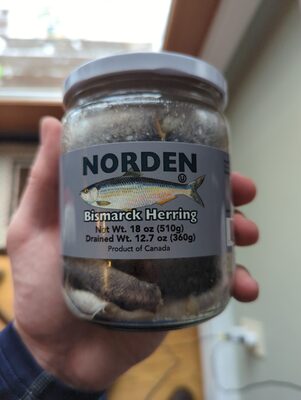 NORDEN
Bismarck Herring
Net Wt. 18 oz (510g)
Drained Wt. 12.7 oz (360g)
Product of Canada